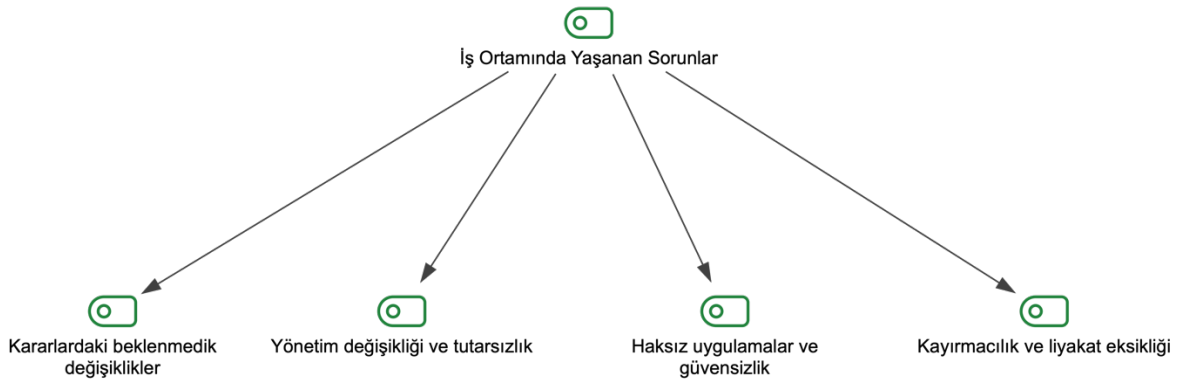 İş Ortamında Yaşanan Sorunlar
Kararlardaki beklenmedik
değişiklikler
Yönetim değişikliği ve tutarsızlık
Haksız uygulamalar ve
güvensizlik
Kayırmacılık ve liyakat eksikliği